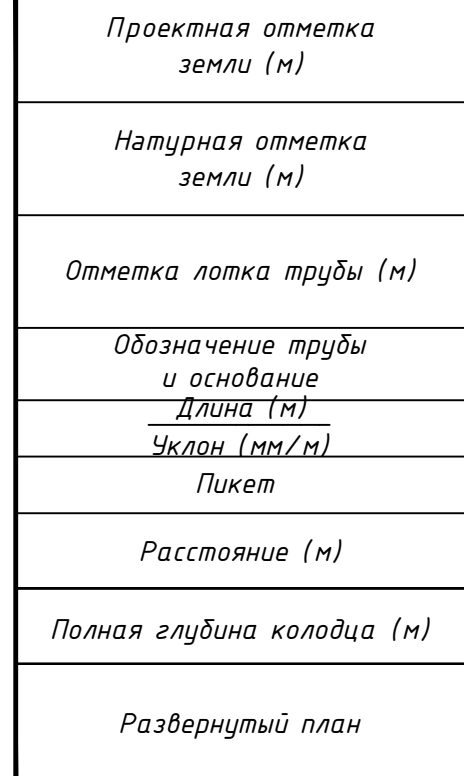 Проектная отметка
земли (м)
Натурная отметка
земли (м)
Отметка лотка трубы (м)
Обозначение трубы
и основание
Длина (м)
Уклон (мм/м)
Пикет
Расстояние (м)
Полная глубина колодца (м)
Развернутый план